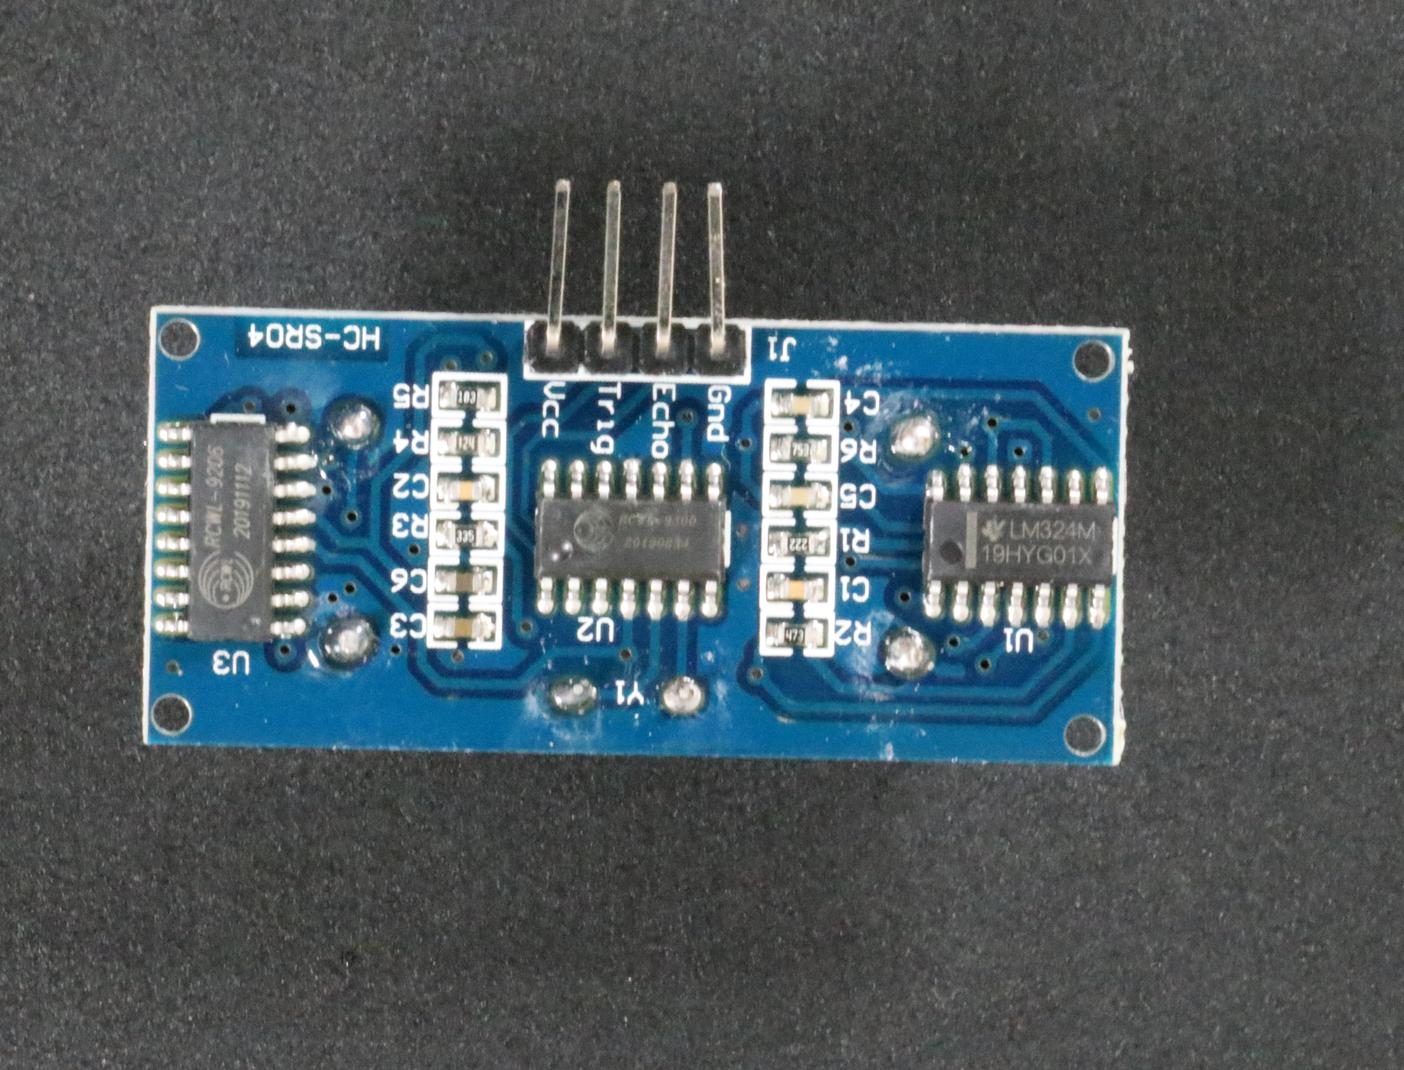 HC-SR04
J1
Vcc
Trig
Echo
Gnd
R5
103
R4
124
C2
R3
335
C6
C3
C4
R6
753
C5
R1
222
C1
R2
473
RCWL-9206
20191112
U3
U2
Y1
LM324M
19HYG01X
U1